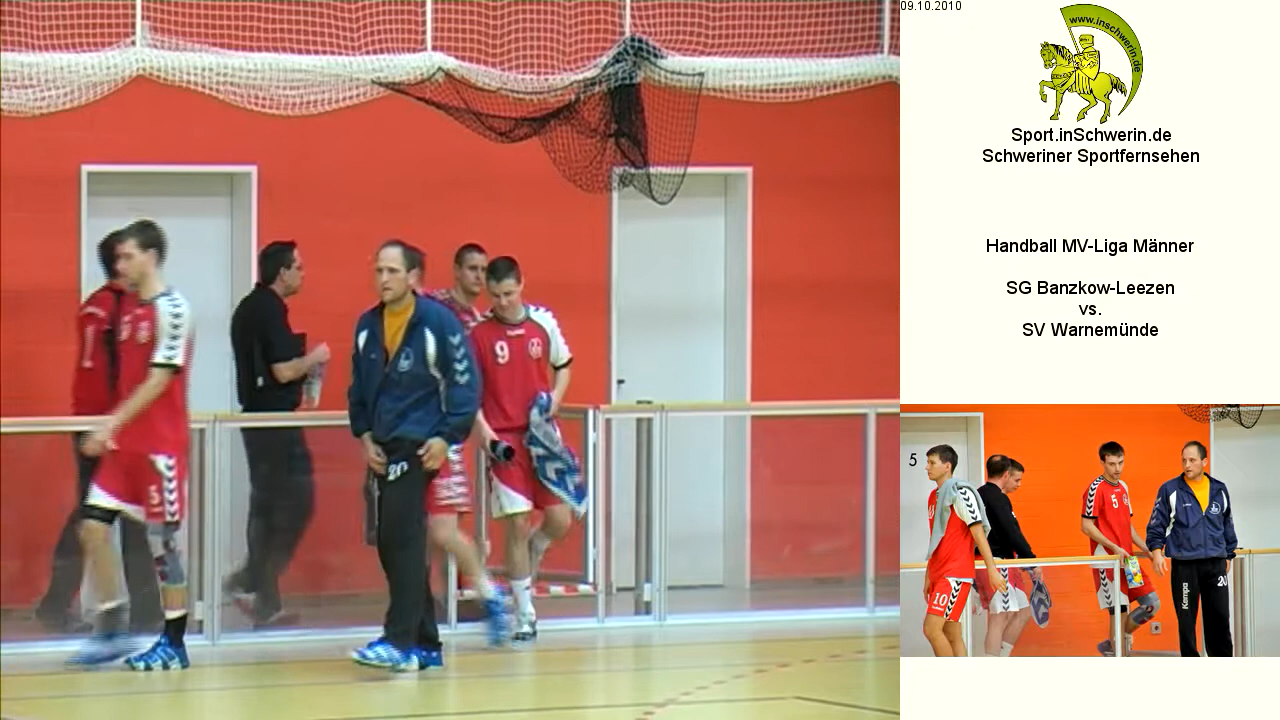 09.10.2010
www.inschwerin.de
Sport.inSchwerin.de
Schweriner Sportfernsehen
Handball MV-Liga Männer
SG Banzkow-Leezen
vs.
SV Warnemünde
9
20
5
5
5
10
Kempa
20